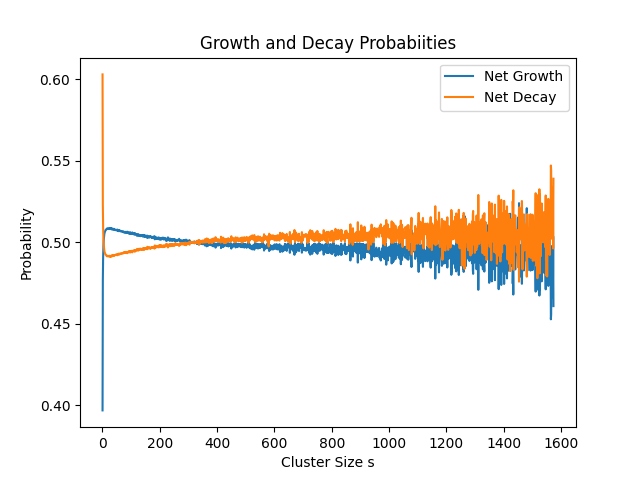 Growth and Decay Probabiities
Net Growth
Net Decay
0.60
0.55
0.50
0.45
0.40
Probability
0 200 400 600 800 1000 1200 1400 1600
Cluster Size s